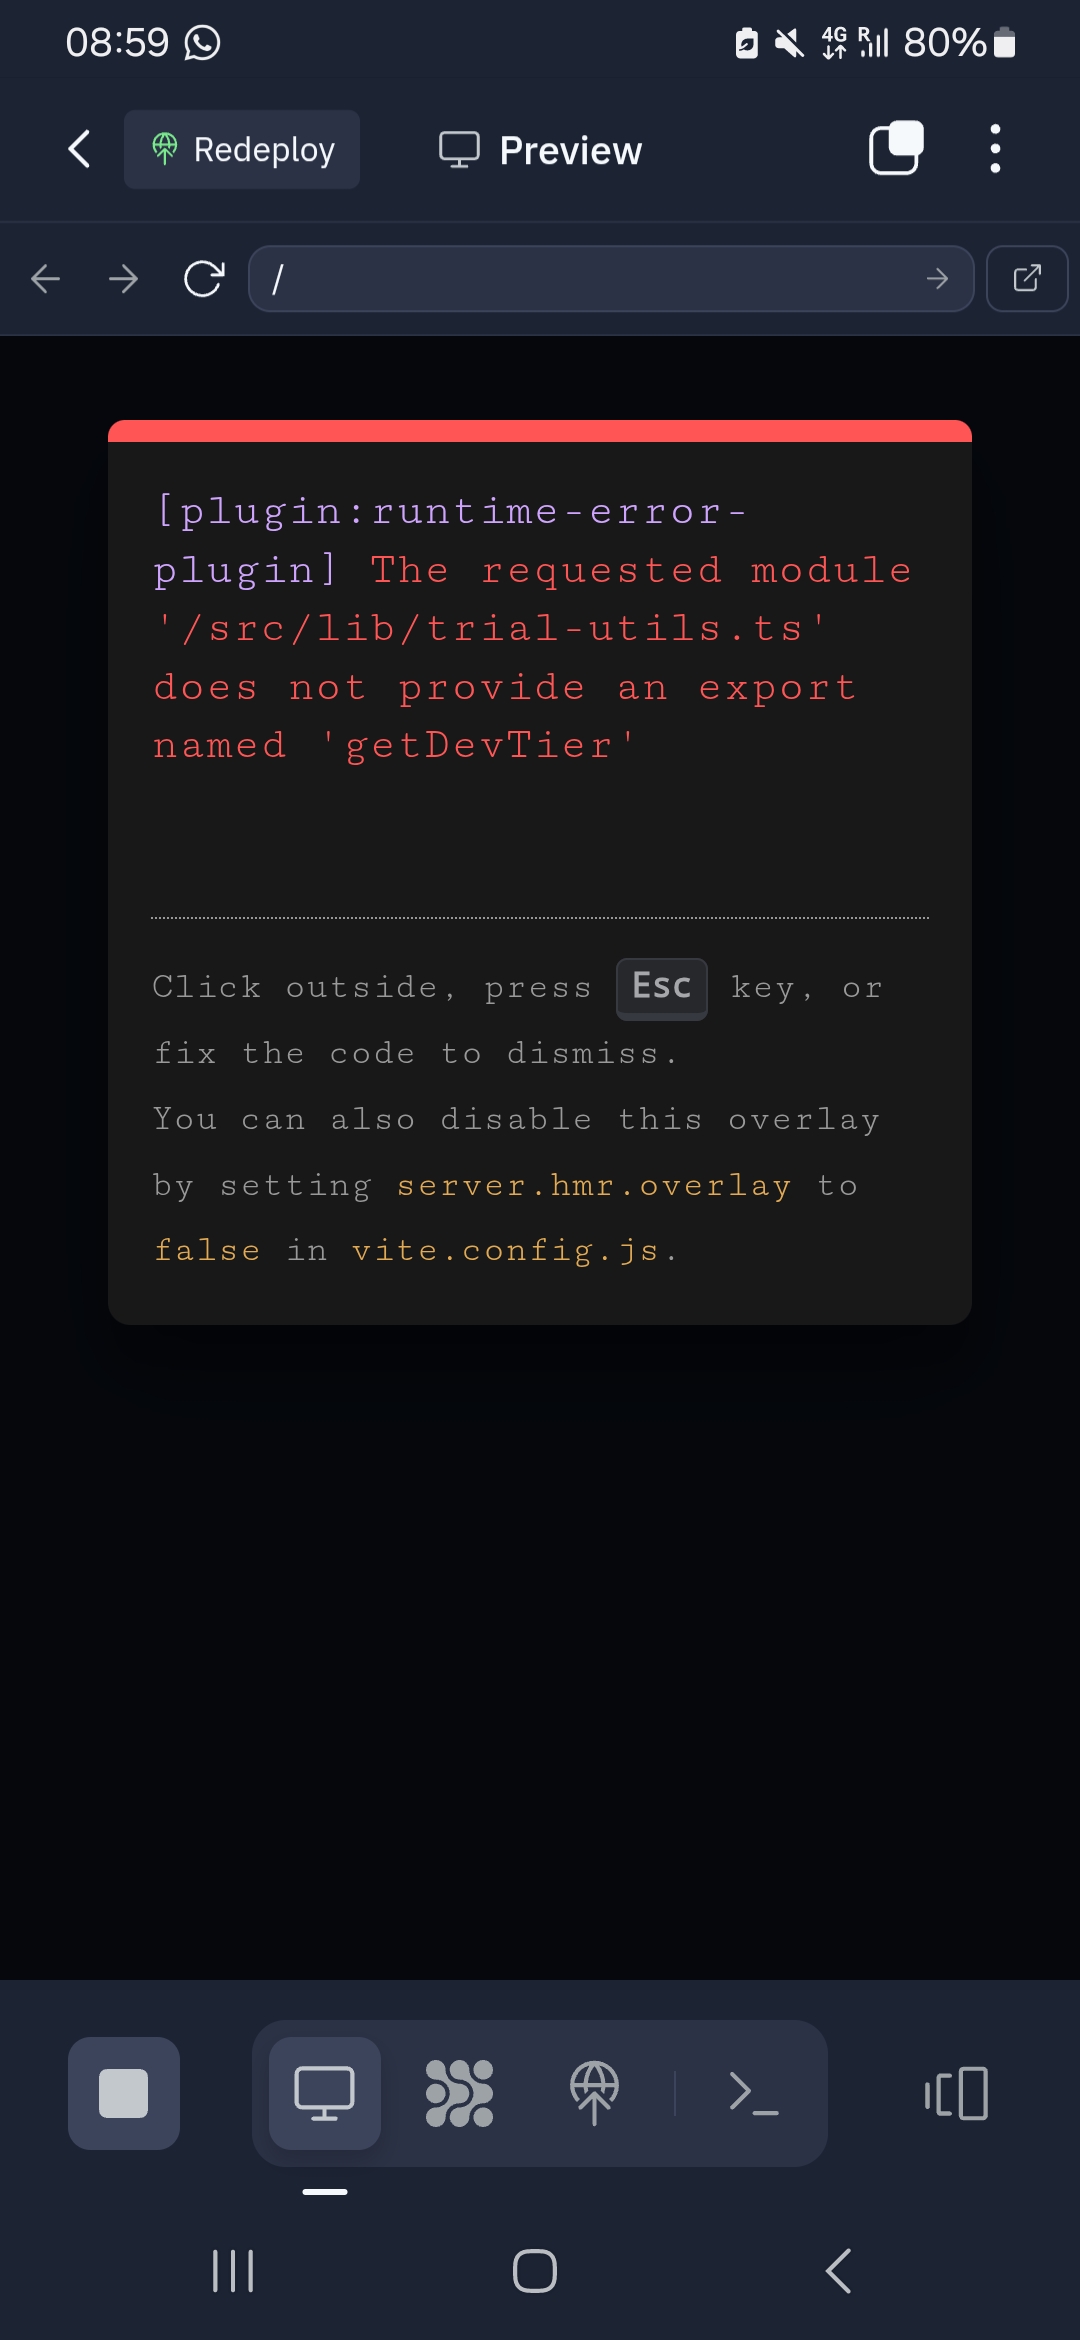 08:59 4G R 80%
Redeploy Preview
/
[plugin:runtime-error-
plugin] The requested module
'/src/lib/trial-utils.ts'
does not provide an export
named 'getDevTier'
Click outside, press Esc key, or
fix the code to dismiss.
You can also disable this overlay
by setting server.hmr.overlay to
false in vite.config.js.